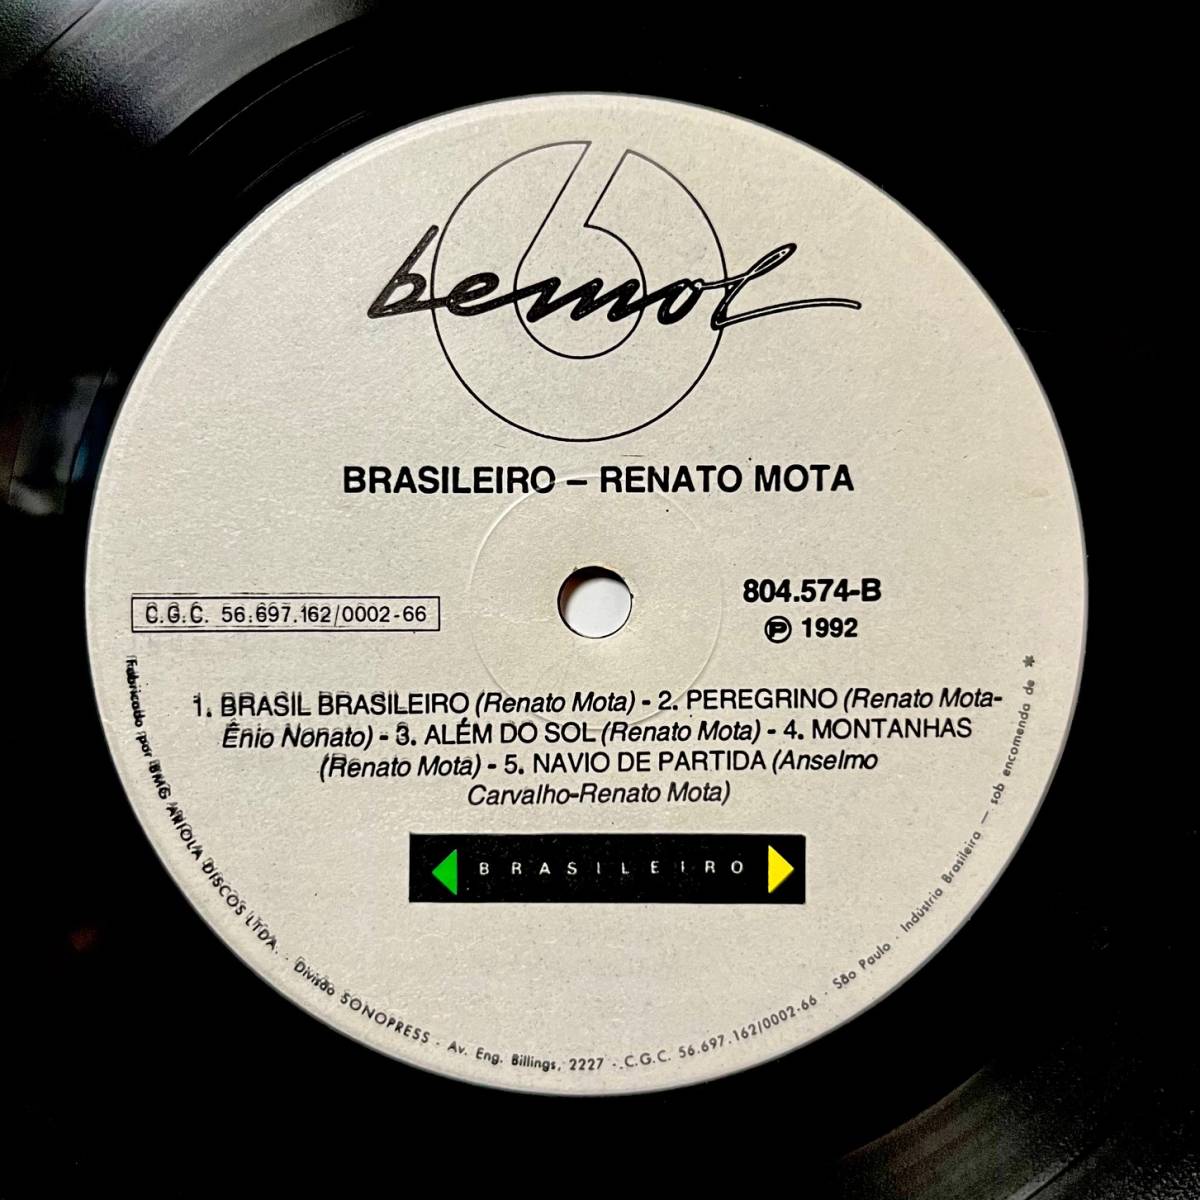 bemol
BRASILEIRO – RENATO MOTA
804.574-B
C.G.C. 56.697.162/0002-66
Ⓟ 1992
1. BRASIL BRASILEIRO (Renato Mota) - 2. PEREGRINO (Renato Mota-
Ênio Nonato) - 3. ALÉM DO SOL (Renato Mota) - 4. MONTANHAS
(Renato Mota) - 5. NAVIO DE PARTIDA (Anselmo
Carvalho-Renato Mota)
BRASILEIRO
Fabricado por BMG ARIOLA DISCOS LTDA. · Divisão SONOPRESS · Av. Eng. Billings, 2227 · C.G.C. 56.697.162/0002-66 · São Paulo · Indústria Brasileira — sob encomenda de *